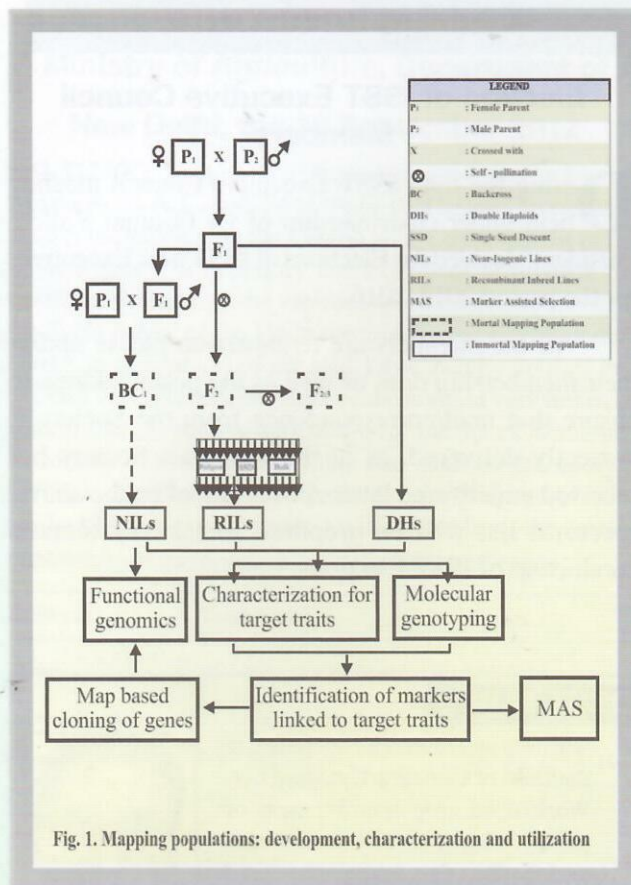 LEGEND
P1 : Female Parent
P2 : Male Parent
X : Crossed with
⊗ : Self - pollination
BC : Backcross
DHs : Double Haploids
SSD : Single Seed Descent
NILs : Near-Isogenic Lines
RILs : Recombinant Inbred Lines
MAS : Marker Assisted Selection
: Mortal Mapping Population
: Immortal Mapping Population
♀ P1 X P2 ♂
F1
♀ P1 X F1 ♂
⊗
BC1 F2 ⊗ F2:3
SSD Bulk
NILs RILs DHs
Functional genomics
Characterization for target traits
Molecular genotyping
Map based cloning of genes
Identification of markers linked to target traits
MAS
Fig. 1. Mapping populations: development, characterization and utilization